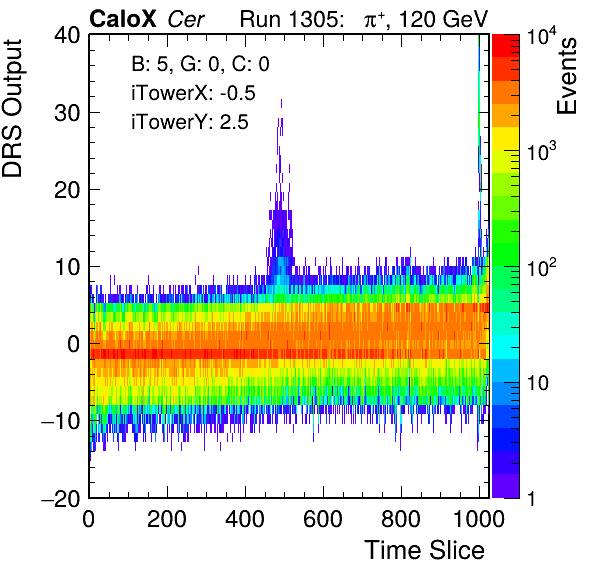 CaloX Cer Run 1305: π⁺, 120 GeV
B: 5, G: 0, C: 0
iTowerX: -0.5
iTowerY: 2.5
DRS Output
40
30
20
10
0
−10
−20
0 200 400 600 800 1000
Time Slice
Events
10⁴
10³
10²
10
1